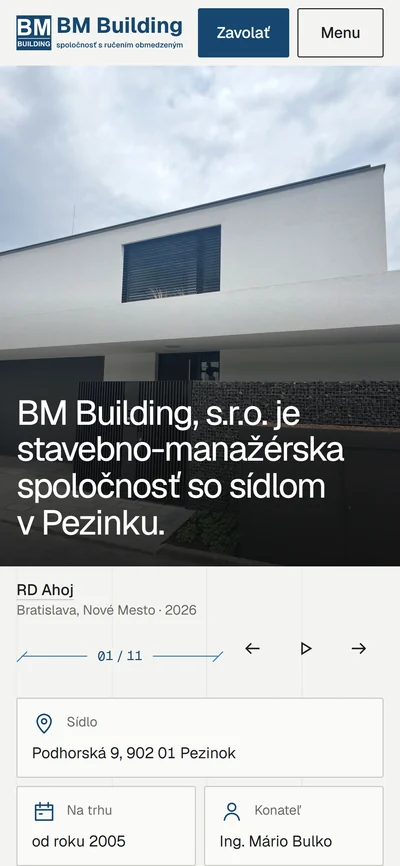 BM
BUILDING
BM Building
spoločnosť s ručením obmedzeným
Zavolať
Menu
BM Building, s.r.o. je
stavebno-manažérska
spoločnosť so sídlom
v Pezinku.
RD Ahoj
Bratislava, Nové Mesto · 2026
01 / 11
Sídlo
Podhorská 9, 902 01 Pezinok
Na trhu
od roku 2005
Konateľ
Ing. Mário Bulko